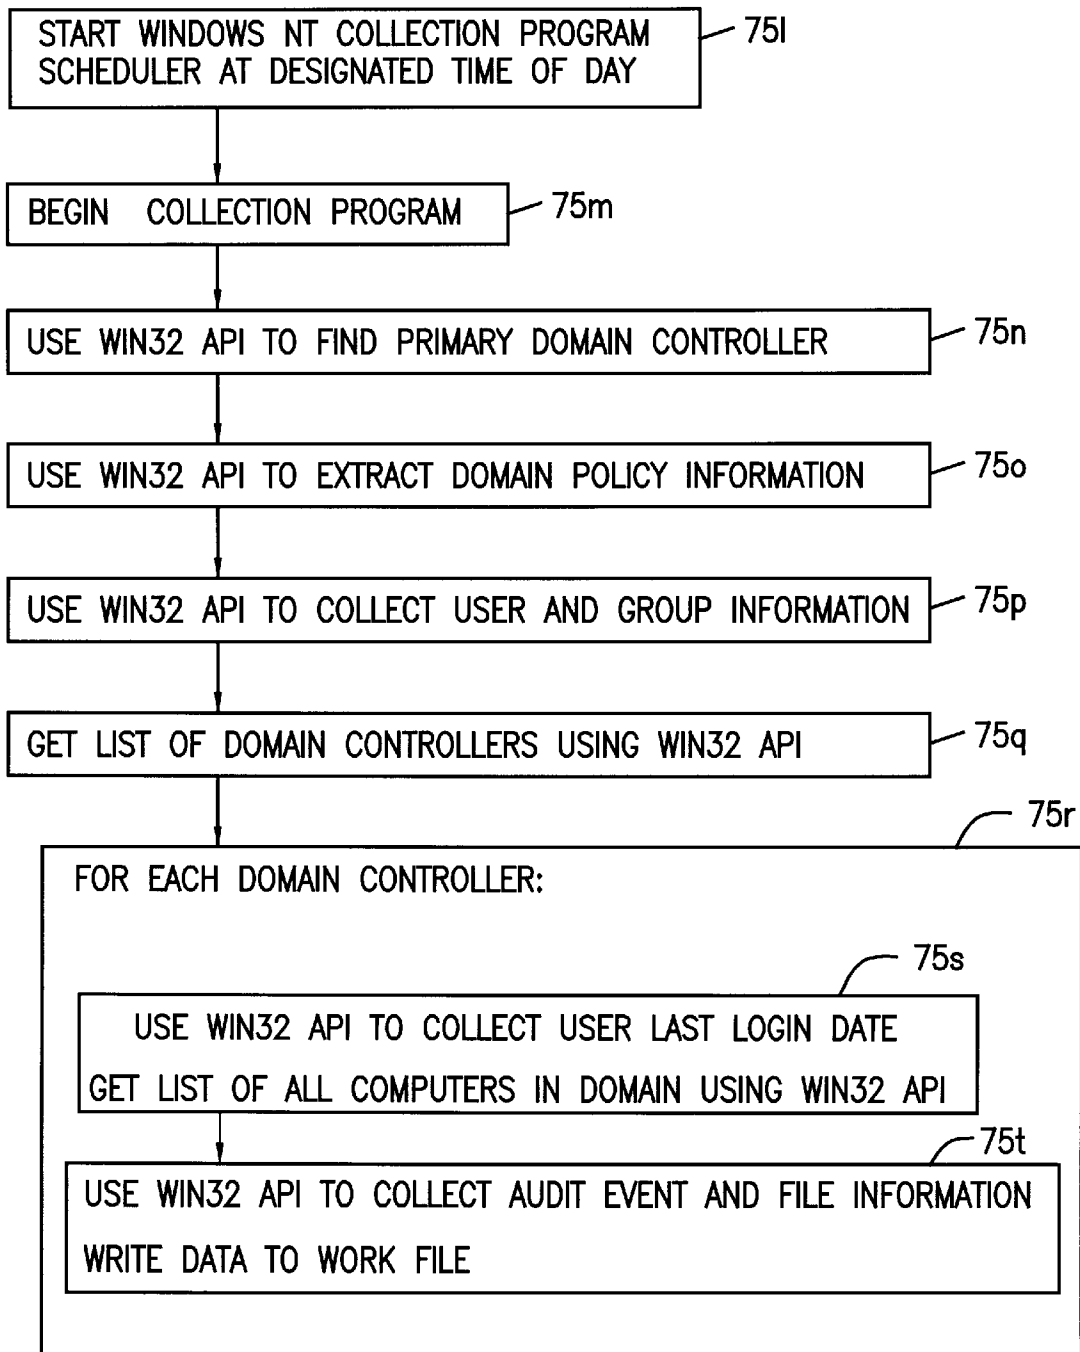 START WINDOWS NT COLLECTION PROGRAM
SCHEDULER AT DESIGNATED TIME OF DAY
75l
BEGIN COLLECTION PROGRAM
75m
USE WIN32 API TO FIND PRIMARY DOMAIN CONTROLLER
75n
USE WIN32 API TO EXTRACT DOMAIN POLICY INFORMATION
75o
USE WIN32 API TO COLLECT USER AND GROUP INFORMATION
75p
GET LIST OF DOMAIN CONTROLLERS USING WIN32 API
75q
75r
FOR EACH DOMAIN CONTROLLER:
75s
USE WIN32 API TO COLLECT USER LAST LOGIN DATE
GET LIST OF ALL COMPUTERS IN DOMAIN USING WIN32 API
75t
USE WIN32 API TO COLLECT AUDIT EVENT AND FILE INFORMATION
WRITE DATA TO WORK FILE